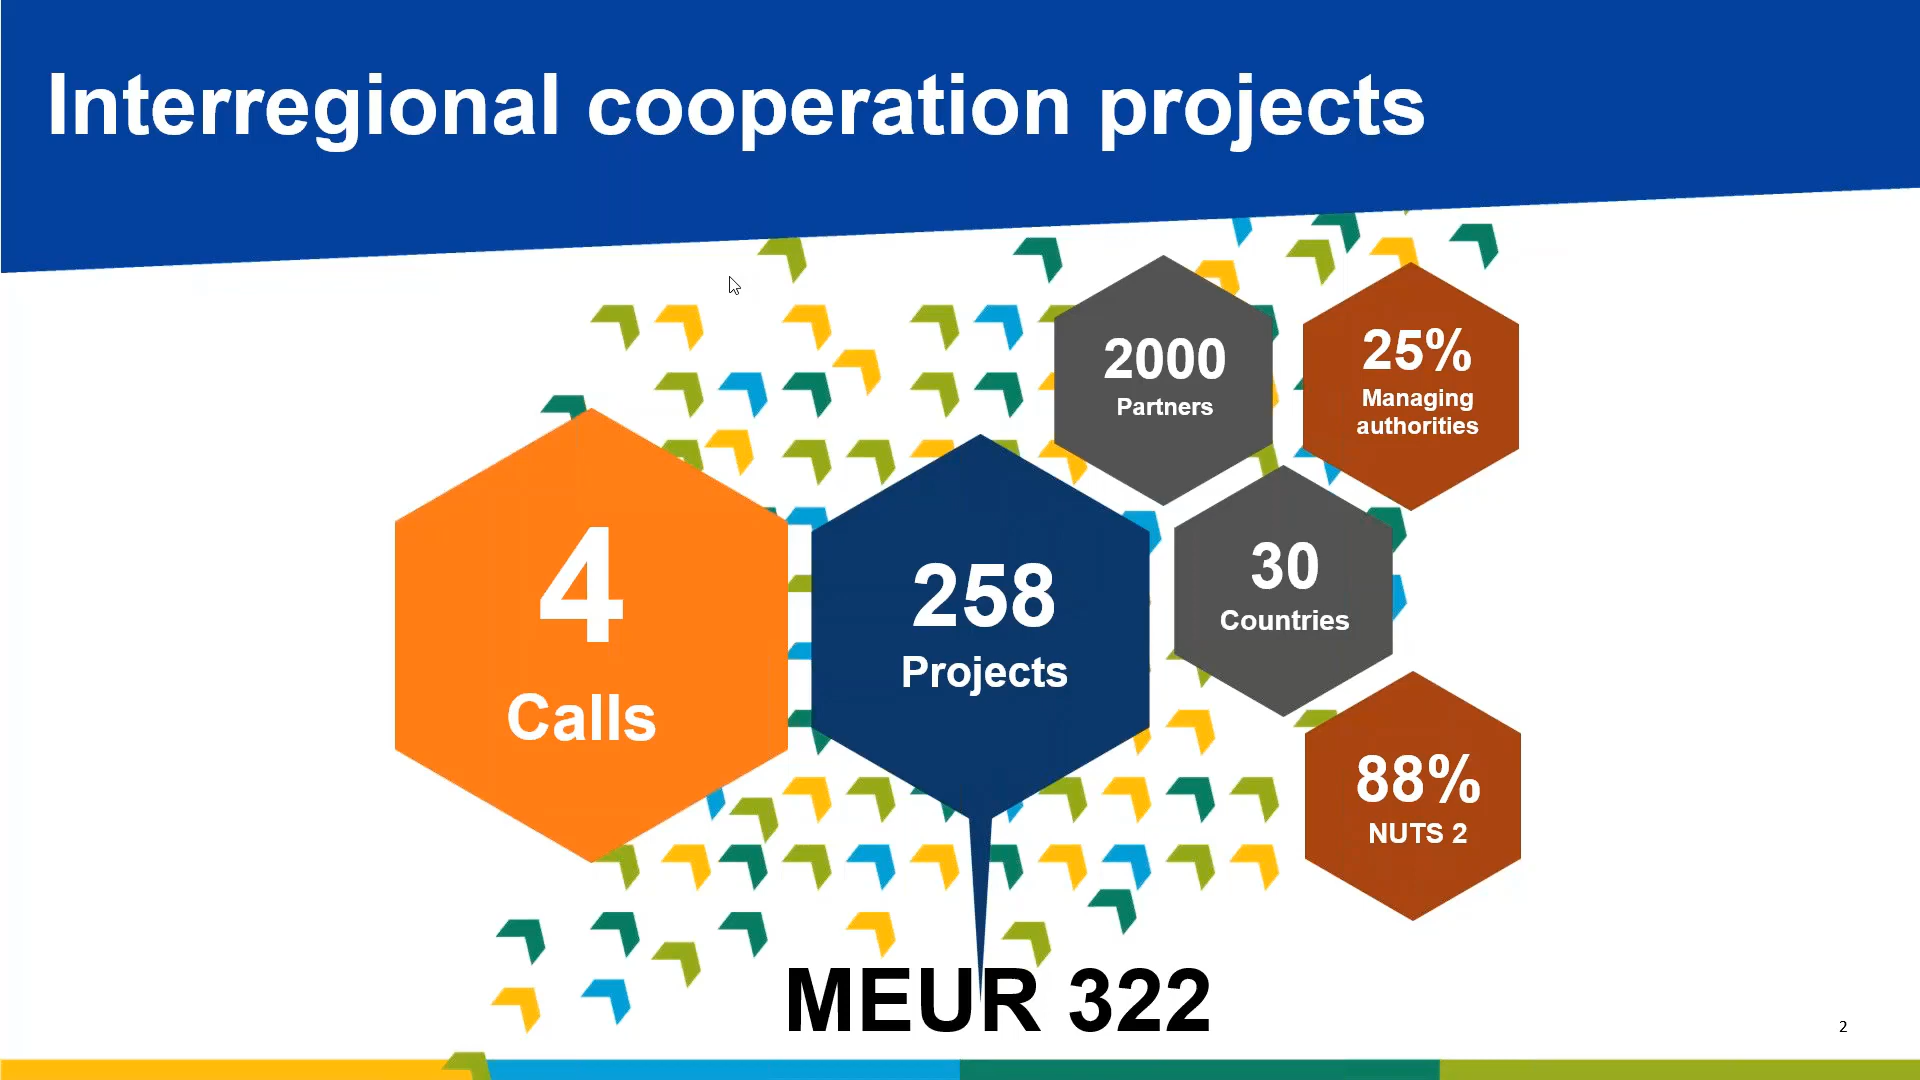 Interregional cooperation projects
4
Calls
258
Projects
2000
Partners
25%
Managing
authorities
30
Countries
88%
NUTS 2
MEUR 322
2